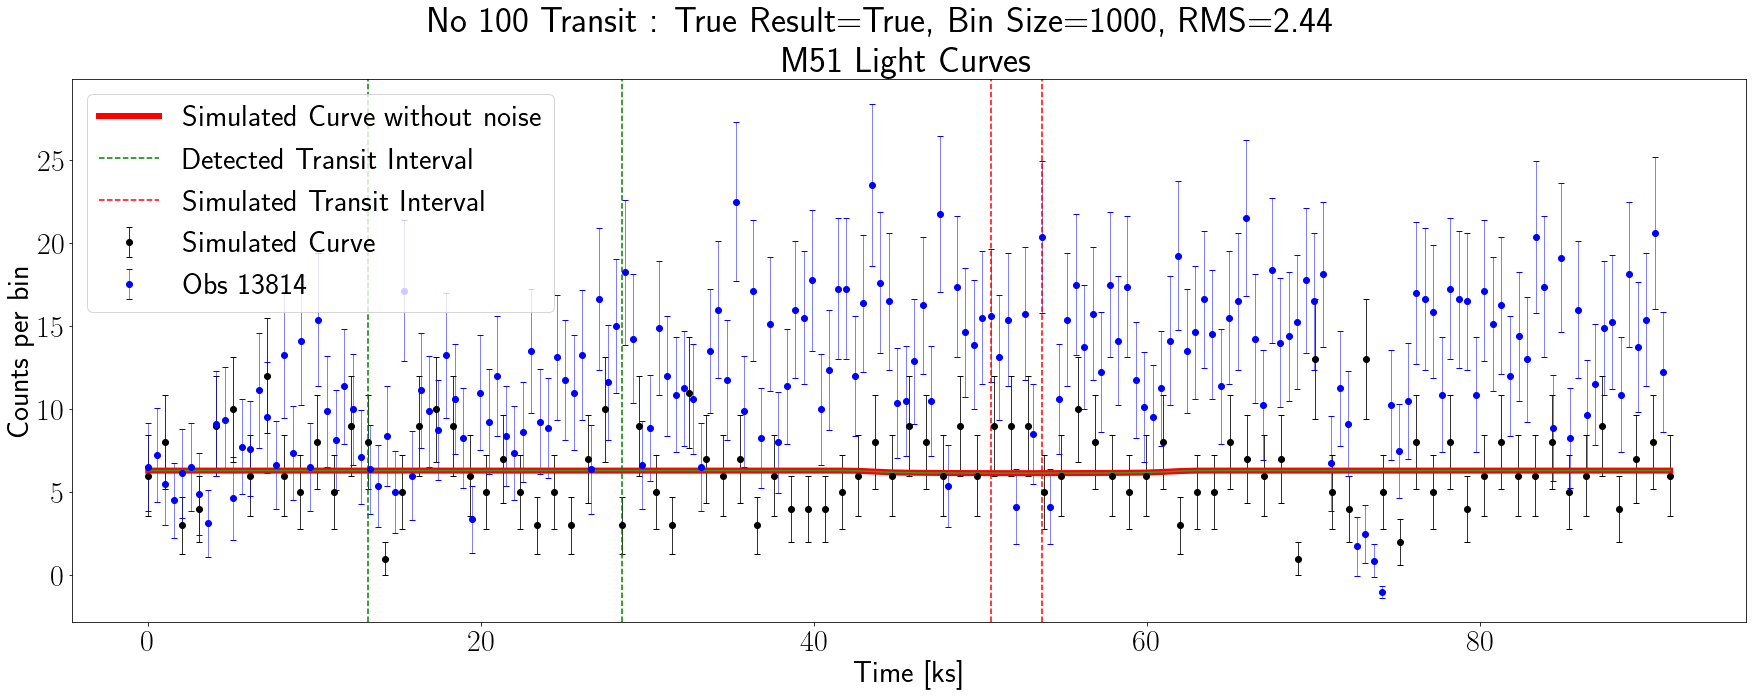 No 100 Transit : True Result=True, Bin Size=1000, RMS=2.44
M51 Light Curves
Simulated Curve without noise
Detected Transit Interval
Simulated Transit Interval
Simulated Curve
Obs 13814
Counts per bin
25
20
15
10
5
0
0 20 40 60 80
Time [ks]